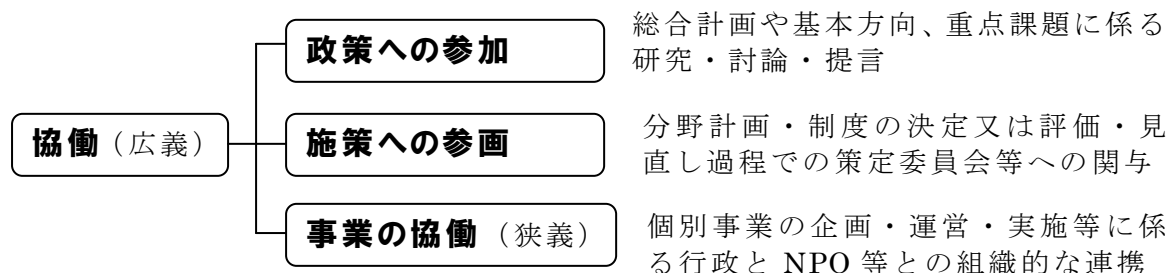 政策への参加
総合計画や基本方向、重点課題に係る
研究・討論・提言
協働（広義）
施策への参画
分野計画・制度の決定又は評価・見
直し過程での策定委員会等への関与
事業の協働（狭義）
個別事業の企画・運営・実施等に係
る行政と NPO 等との組織的な連携